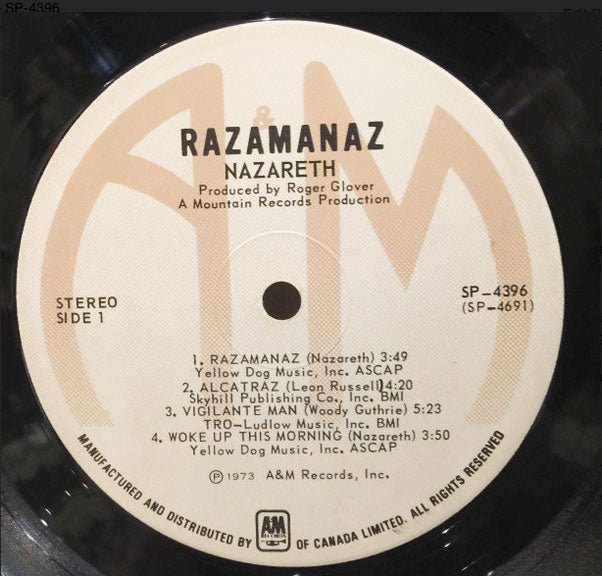 SP-4396
A&M
RAZAMANAZ
NAZARETH
Produced by Roger Glover
A Mountain Records Production
STEREO
SIDE 1
SP-4396
(SP-4691)
1. RAZAMANAZ (Nazareth) 3:49
Yellow Dog Music, Inc. ASCAP
2. ALCATRAZ (Leon Russell) 4:20
Skyhill Publishing Co., Inc. BMI
3. VIGILANTE MAN (Woody Guthrie) 5:23
TRO-Ludlow Music, Inc. BMI
4. WOKE UP THIS MORNING (Nazareth) 3:50
Yellow Dog Music, Inc. ASCAP
Ⓟ1973 A&M Records, Inc.
MANUFACTURED AND DISTRIBUTED BY AM RECORDS OF CANADA LIMITED. ALL RIGHTS RESERVED